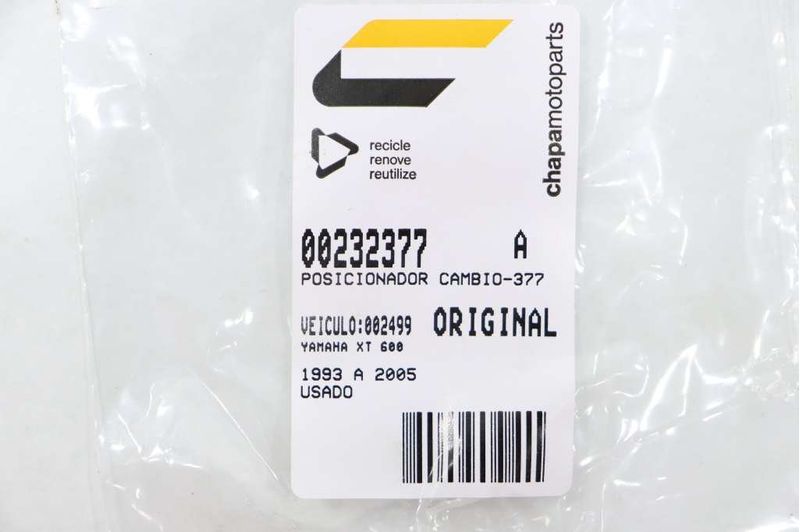 chapamotoparts
recicle
renove
reutilize
00232377 A
POSICIONADOR CAMBIO-377
VEICULO:002499 ORIGINAL
YAMAHA XT 600
1993 A 2005
USADO